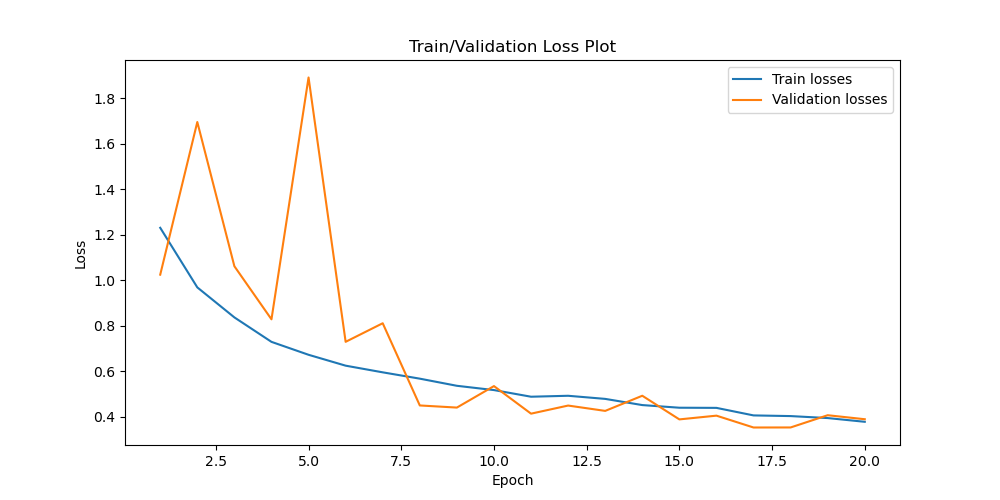 Train/Validation Loss Plot
Train losses
Validation losses
1.8
1.6
1.4
1.2
1.0
0.8
0.6
0.4
Loss
2.5 5.0 7.5 10.0 12.5 15.0 17.5 20.0
Epoch